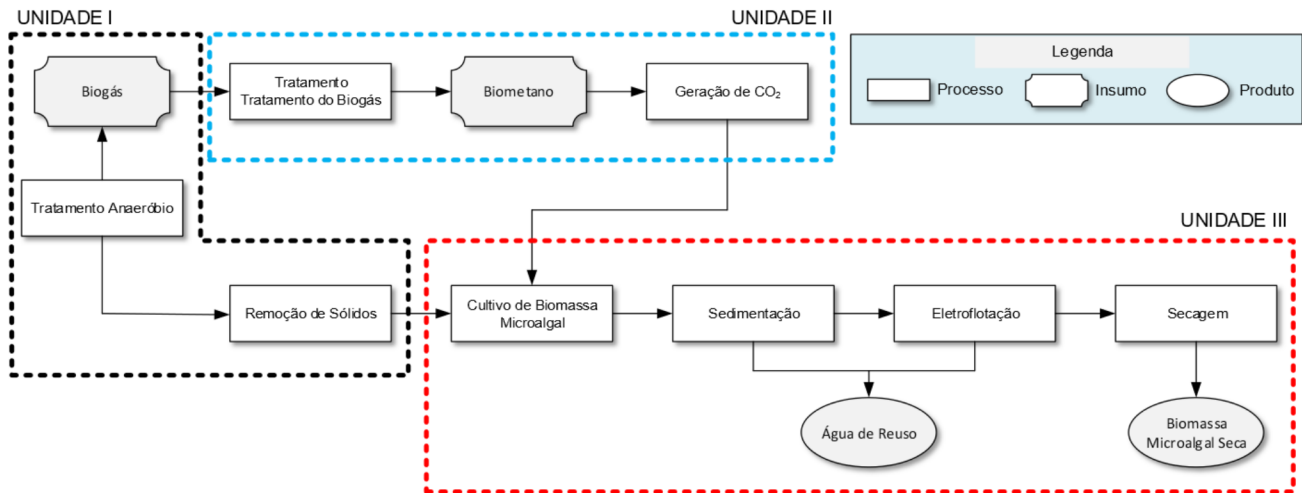 UNIDADE I
UNIDADE II
Legenda
Processo
Insumo
Produto
Biogás
Tratamento
Tratamento do Biogás
Biometano
Geração de CO₂
Tratamento Anaeróbio
UNIDADE III
Remoção de Sólidos
Cultivo de Biomassa
Microalgal
Sedimentação
Eletroflotação
Secagem
Água de Reuso
Biomassa
Microalgal Seca